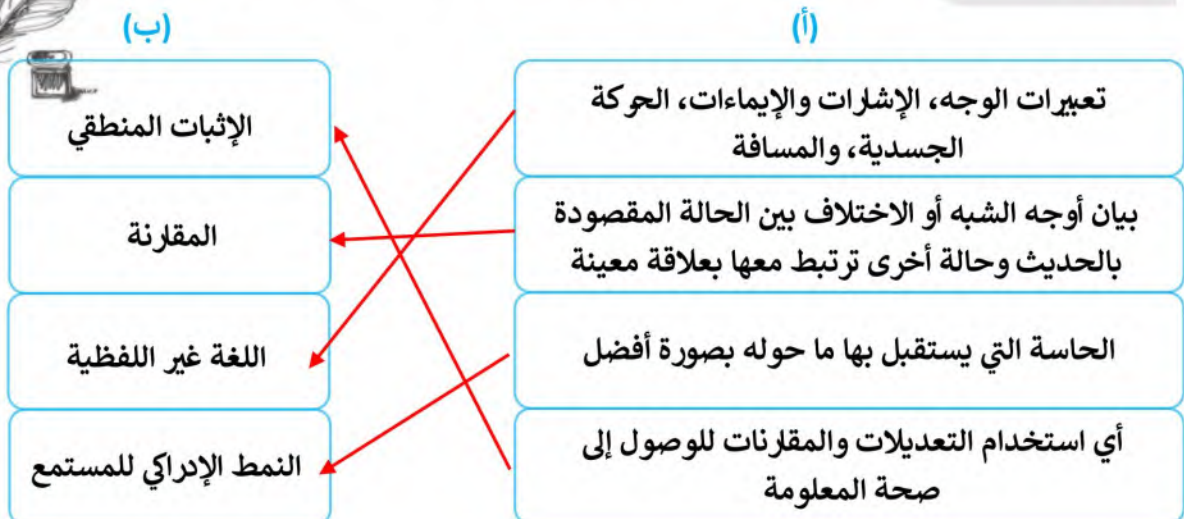 (أ)
(ب)
تعبيرات الوجه، الإشارات والإيماءات، الحركة
الجسدية، والمسافة
الإثبات المنطقي
بيان أوجه الشبه أو الاختلاف بين الحالة المقصودة
بالحديث وحالة أخرى ترتبط معها بعلاقة معينة
المقارنة
الحاسة التي يستقبل بها ما حوله بصورة أفضل
اللغة غير اللفظية
أي استخدام التعديلات والمقارنات للوصول إلى
صحة المعلومة
النمط الإدراكي للمستمع